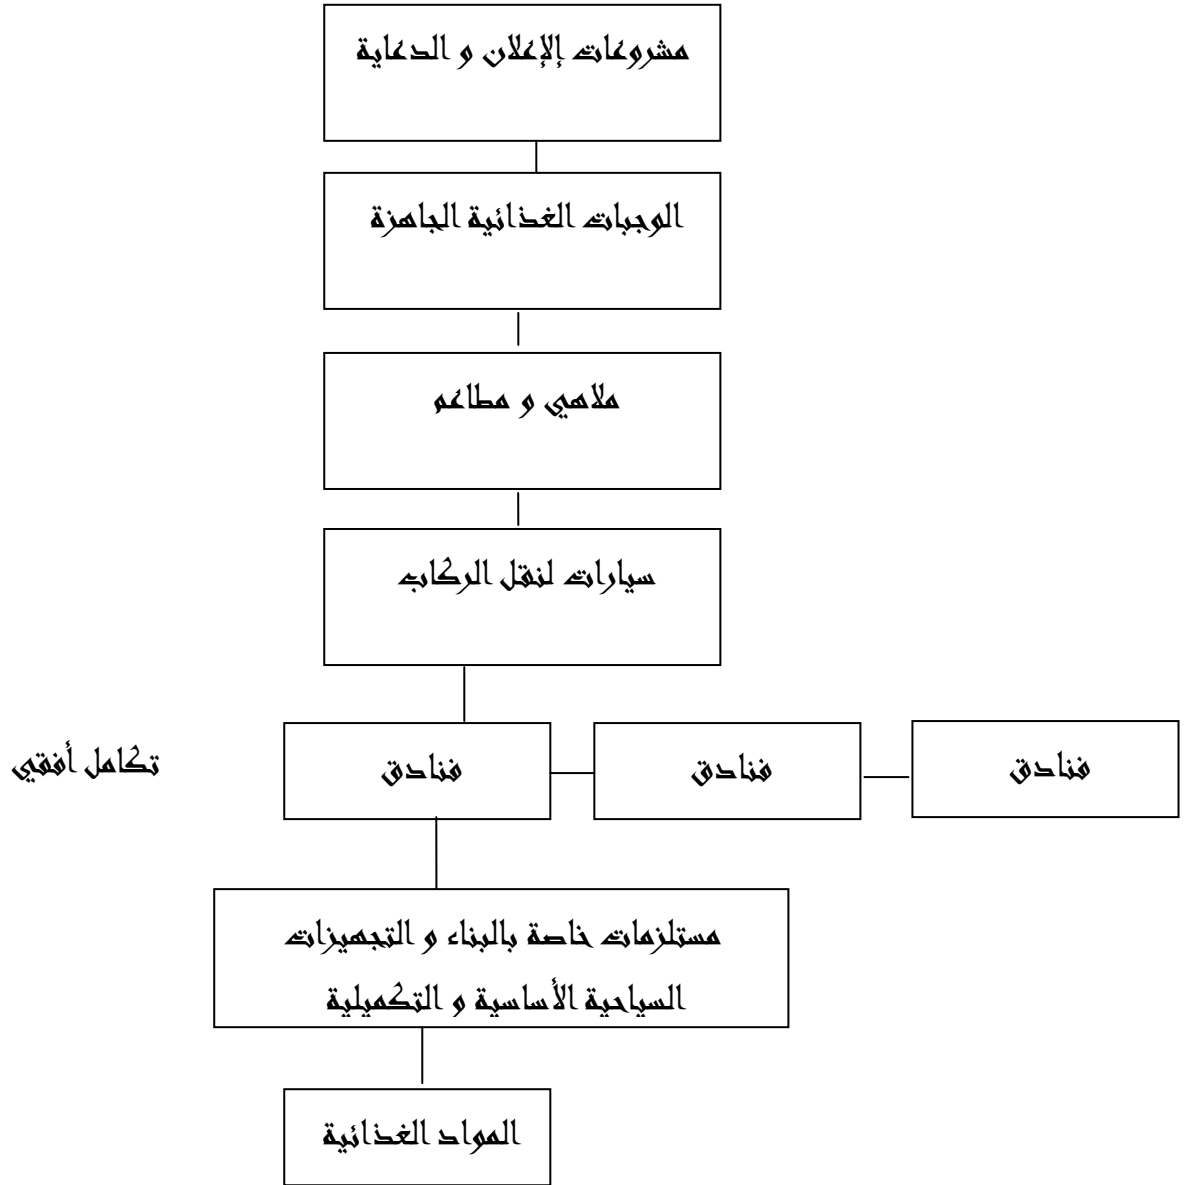 مشروعات إلإعلان و الدعاية
الوجبات الغذائية الجاهزة
ملاهي و مطاعم
سيارات لنقل الركاب
فنادق
فنادق
فنادق
تكامل أفقي
مستلزمات خاصة بالبناء و التجهيزات
السياحية الأساسية و التكميلية
المواد الغذائية